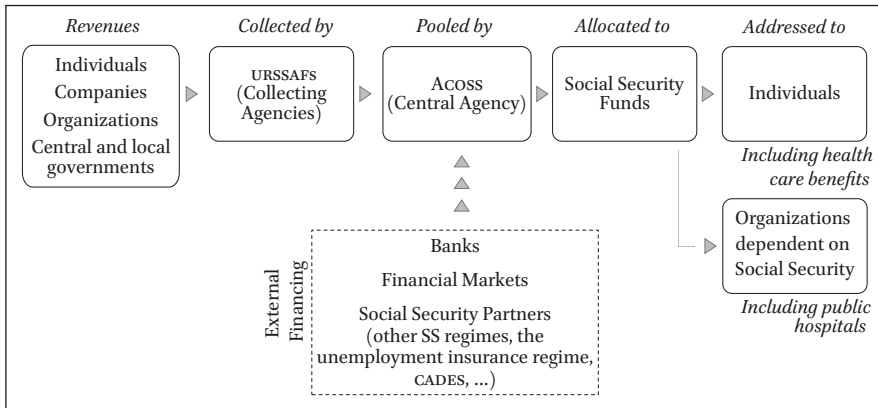 Revenues
Individuals
Companies
Organizations
Central and local
governments
Collected by
URSSAFs
(Collecting
Agencies)
Pooled by
Acoss
(Central Agency)
Allocated to
Social Security
Funds
Addressed to
Individuals
Including health
care benefits
Organizations
dependent on
Social Security
Including public
hospitals
External
Financing
Banks
Financial Markets
Social Security Partners
(other SS regimes, the
unemployment insurance regime,
CADES, ...)